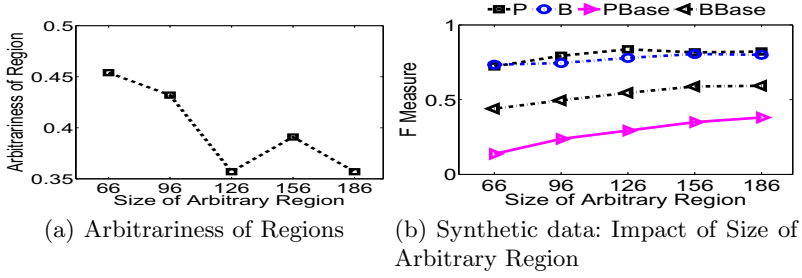 0.5
0.45
0.4
0.35
Arbitrariness of Region
66 96 126 156 186
Size of Arbitrary Region
(a) Arbitrariness of Regions
P B PBase BBase
1
0.5
0
F Measure
66 96 126 156 186
Size of Arbitrary Region
(b) Synthetic data: Impact of Size of
Arbitrary Region